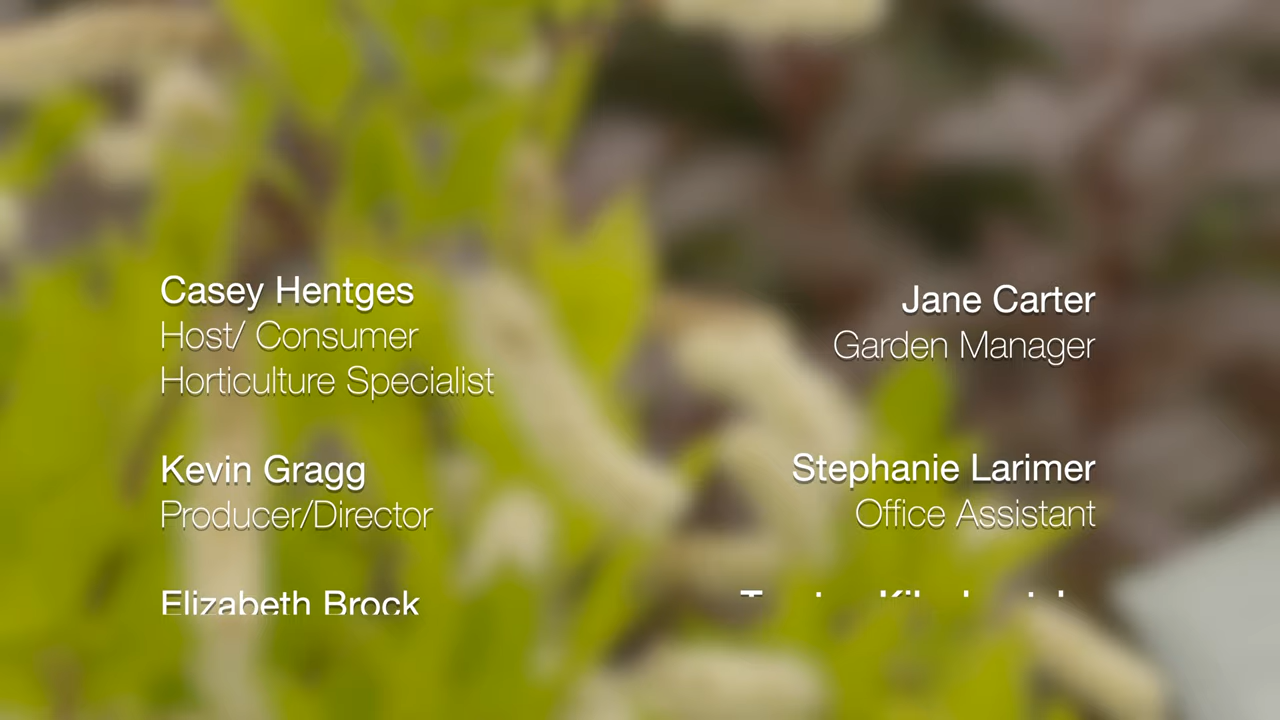 Casey Hentges
Host/ Consumer
Horticulture Specialist
Kevin Gragg
Producer/Director
Elizabeth Brock
Jane Carter
Garden Manager
Stephanie Larimer
Office Assistant